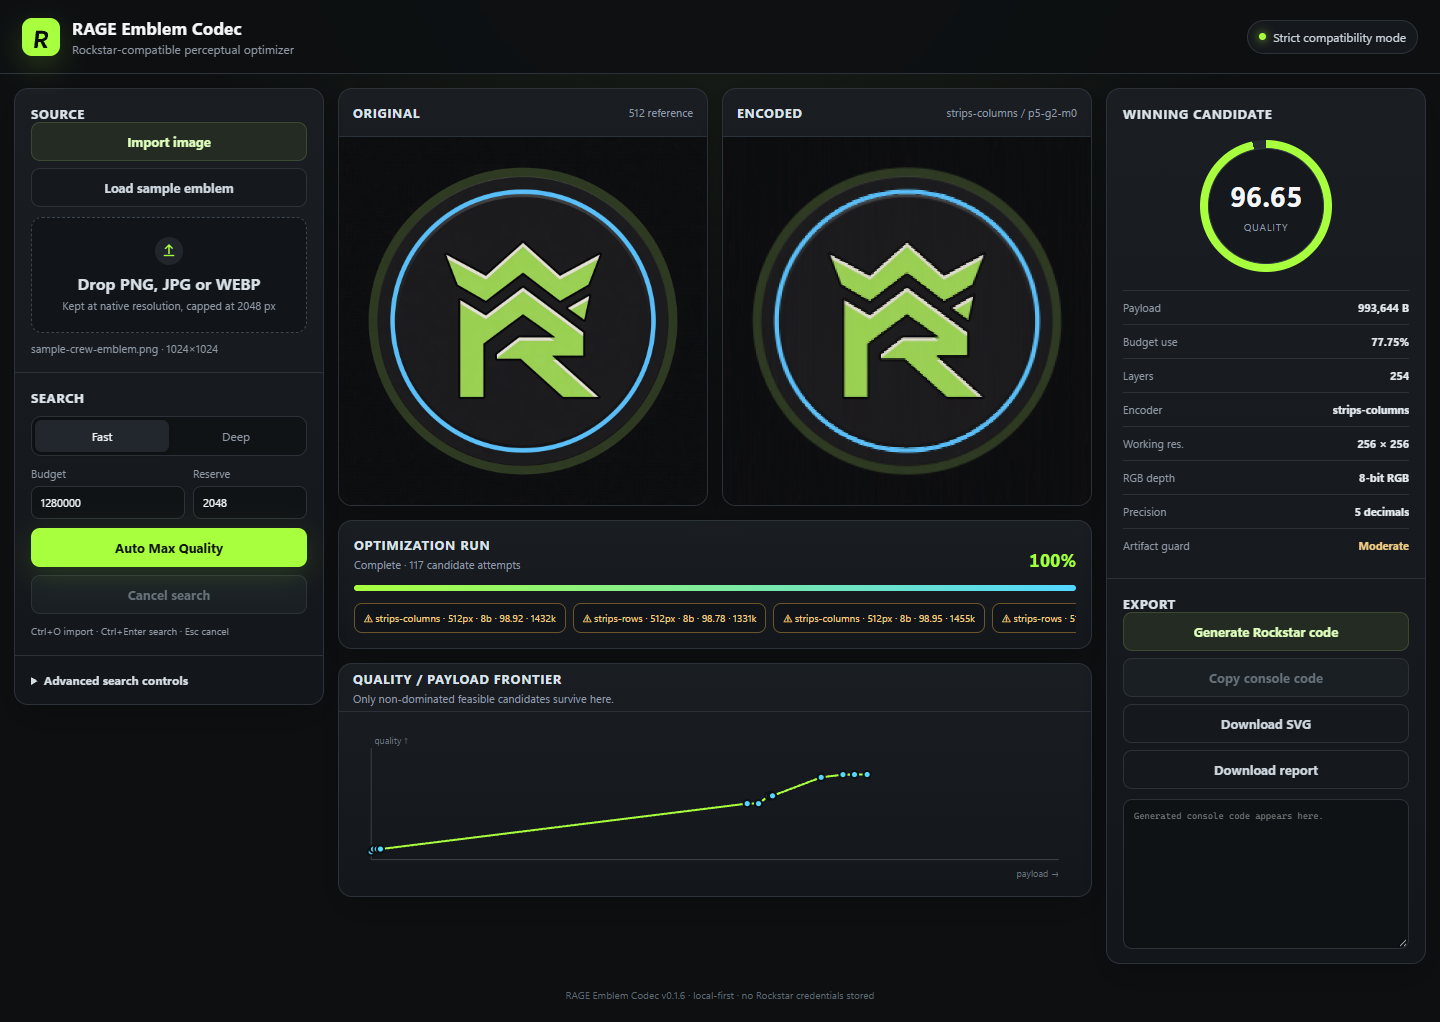 R
RAGE Emblem Codec
Rockstar-compatible perceptual optimizer
Strict compatibility mode
SOURCE
Import image
Load sample emblem
Drop PNG, JPG or WEBP
Kept at native resolution, capped at 2048 px
sample-crew-emblem.png · 1024×1024
SEARCH
Fast
Deep
Budget
Reserve
1280000
2048
Auto Max Quality
Cancel search
Ctrl+O import · Ctrl+Enter search · Esc cancel
Advanced search controls
ORIGINAL
512 reference
ENCODED
strips-columns / p5-g2-m0
OPTIMIZATION RUN
Complete · 117 candidate attempts
100%
⚠ strips-columns · 512px · 8b · 98.92 · 1432k
⚠ strips-rows · 512px · 8b · 98.78 · 1331k
⚠ strips-columns · 512px · 8b · 98.95 · 1455k
⚠ strips-rows · 5
QUALITY / PAYLOAD FRONTIER
Only non-dominated feasible candidates survive here.
quality ↑
payload →
WINNING CANDIDATE
96.65
QUALITY
Payload 993,644 B
Budget use 77.75%
Layers 254
Encoder strips-columns
Working res. 256 × 256
RGB depth 8-bit RGB
Precision 5 decimals
Artifact guard Moderate
EXPORT
Generate Rockstar code
Copy console code
Download SVG
Download report
Generated console code appears here.
RAGE Emblem Codec v0.1.6 · local-first · no Rockstar credentials stored